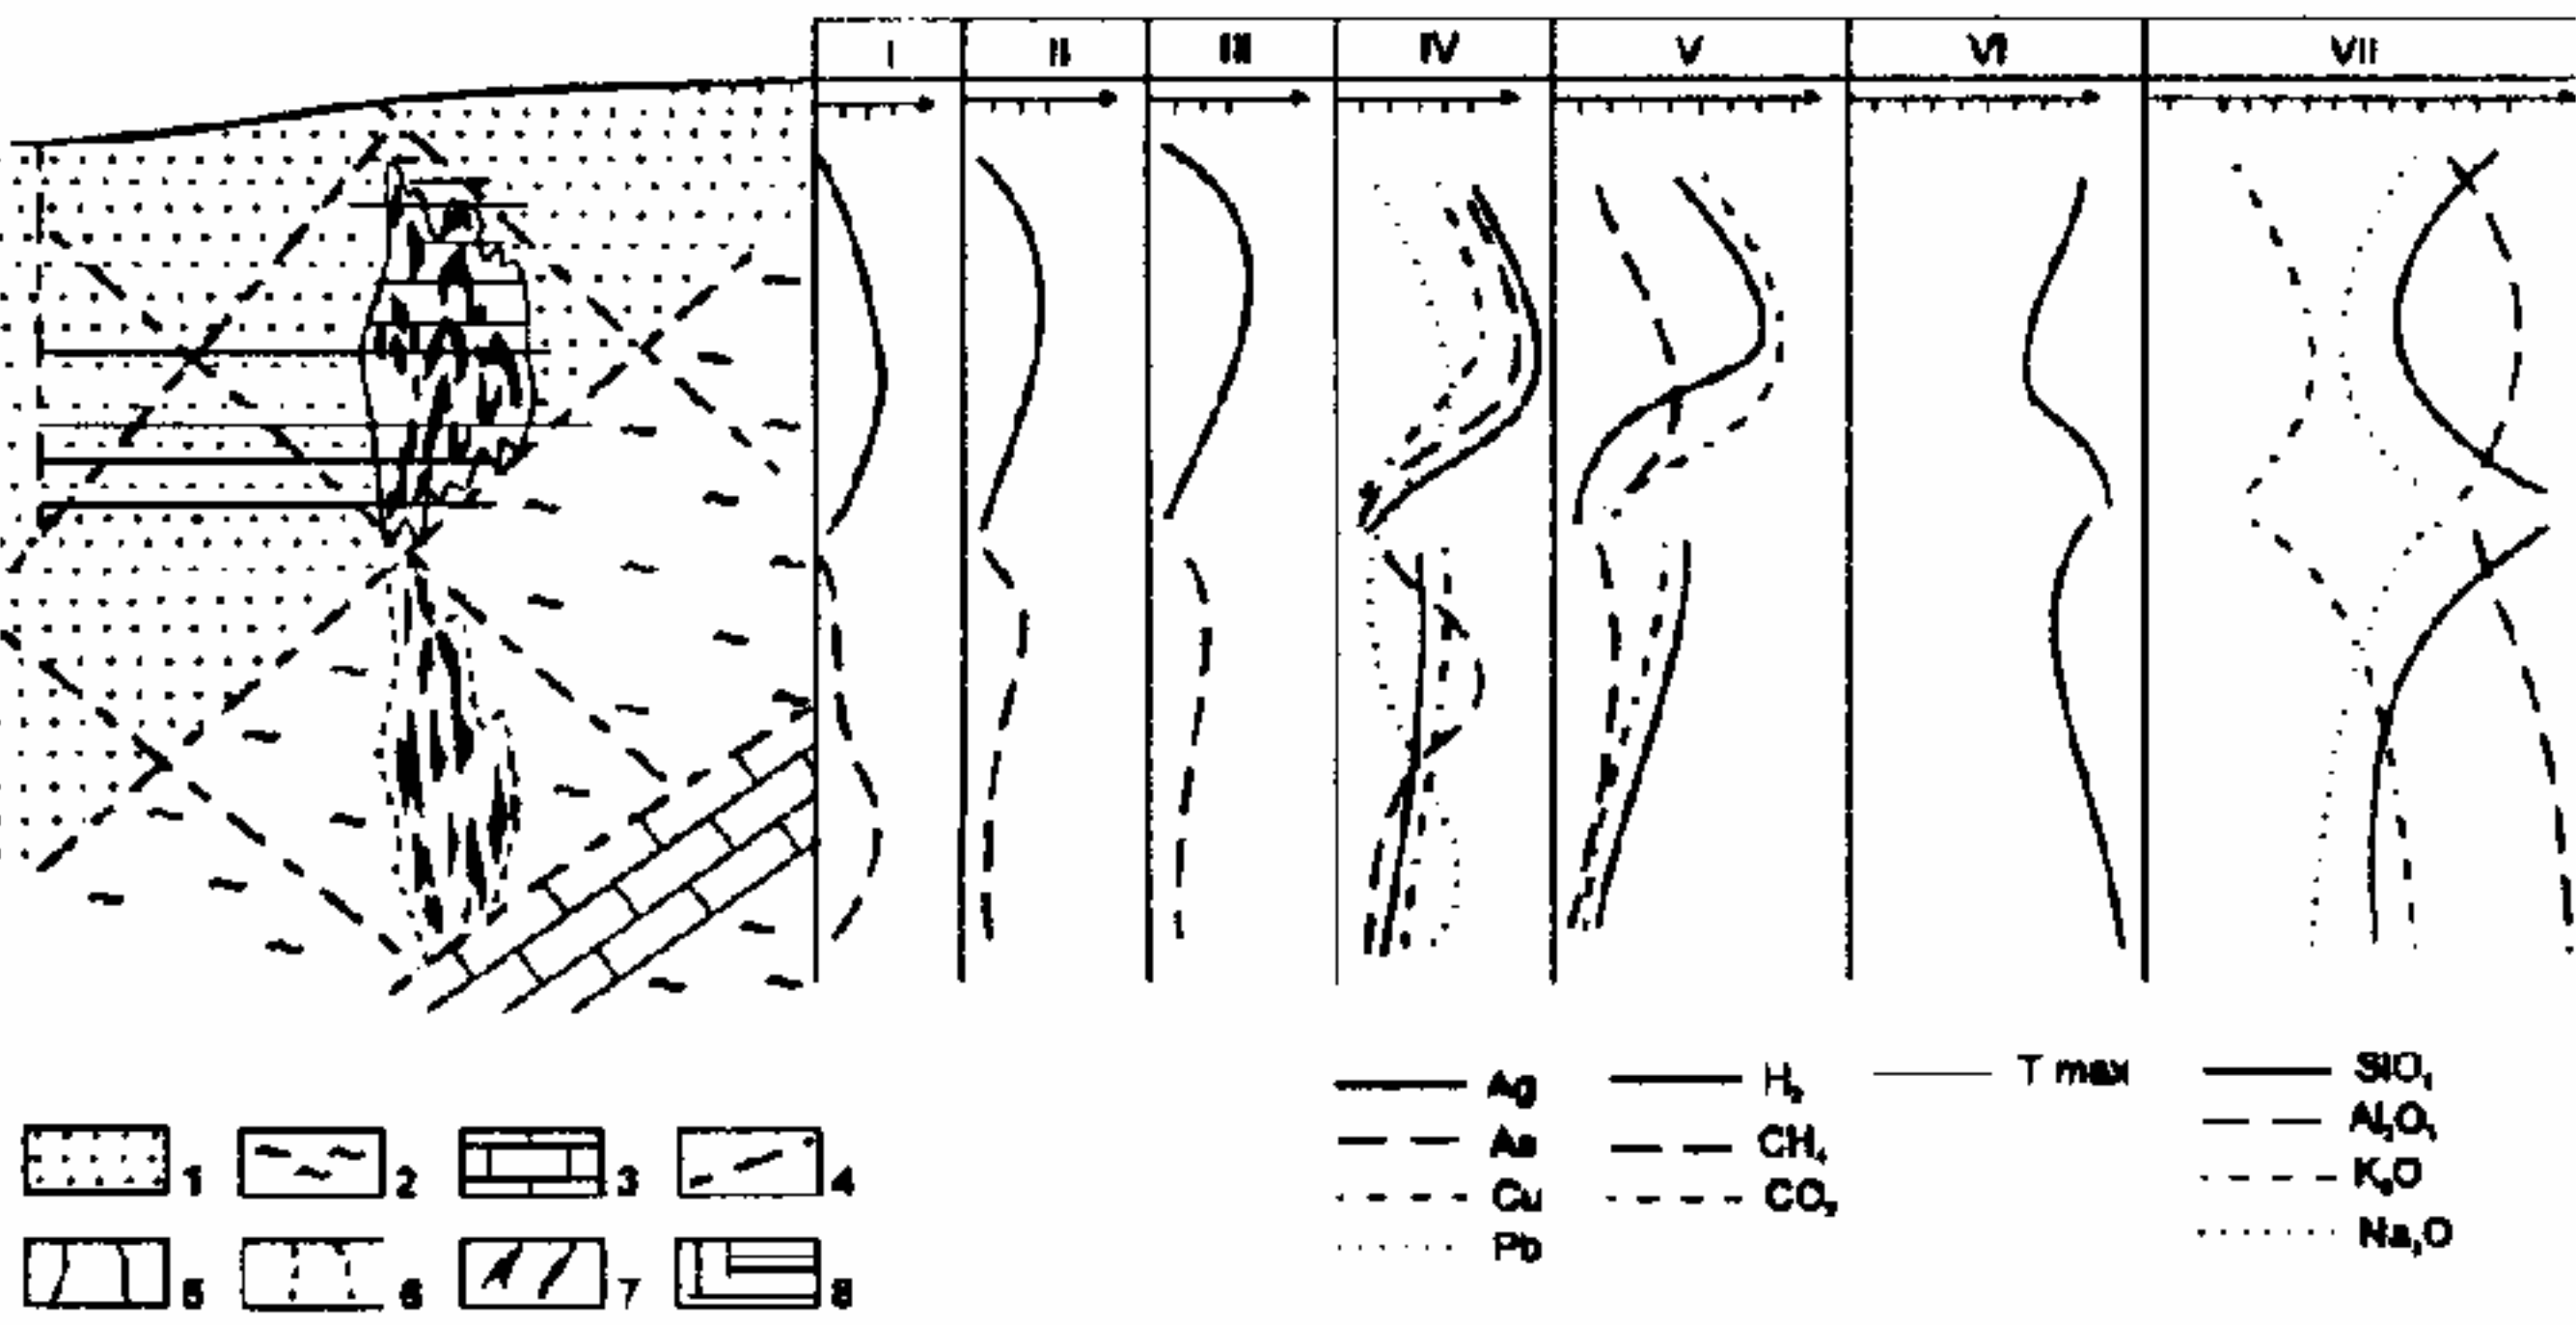 I II III IV V VI VII
Ag H₂ T max SiO₂
As CH₄ Al₂O₃
Cu CO₂ K₂O
Pb Na₂O
1 2 3 4
5 6 7 8